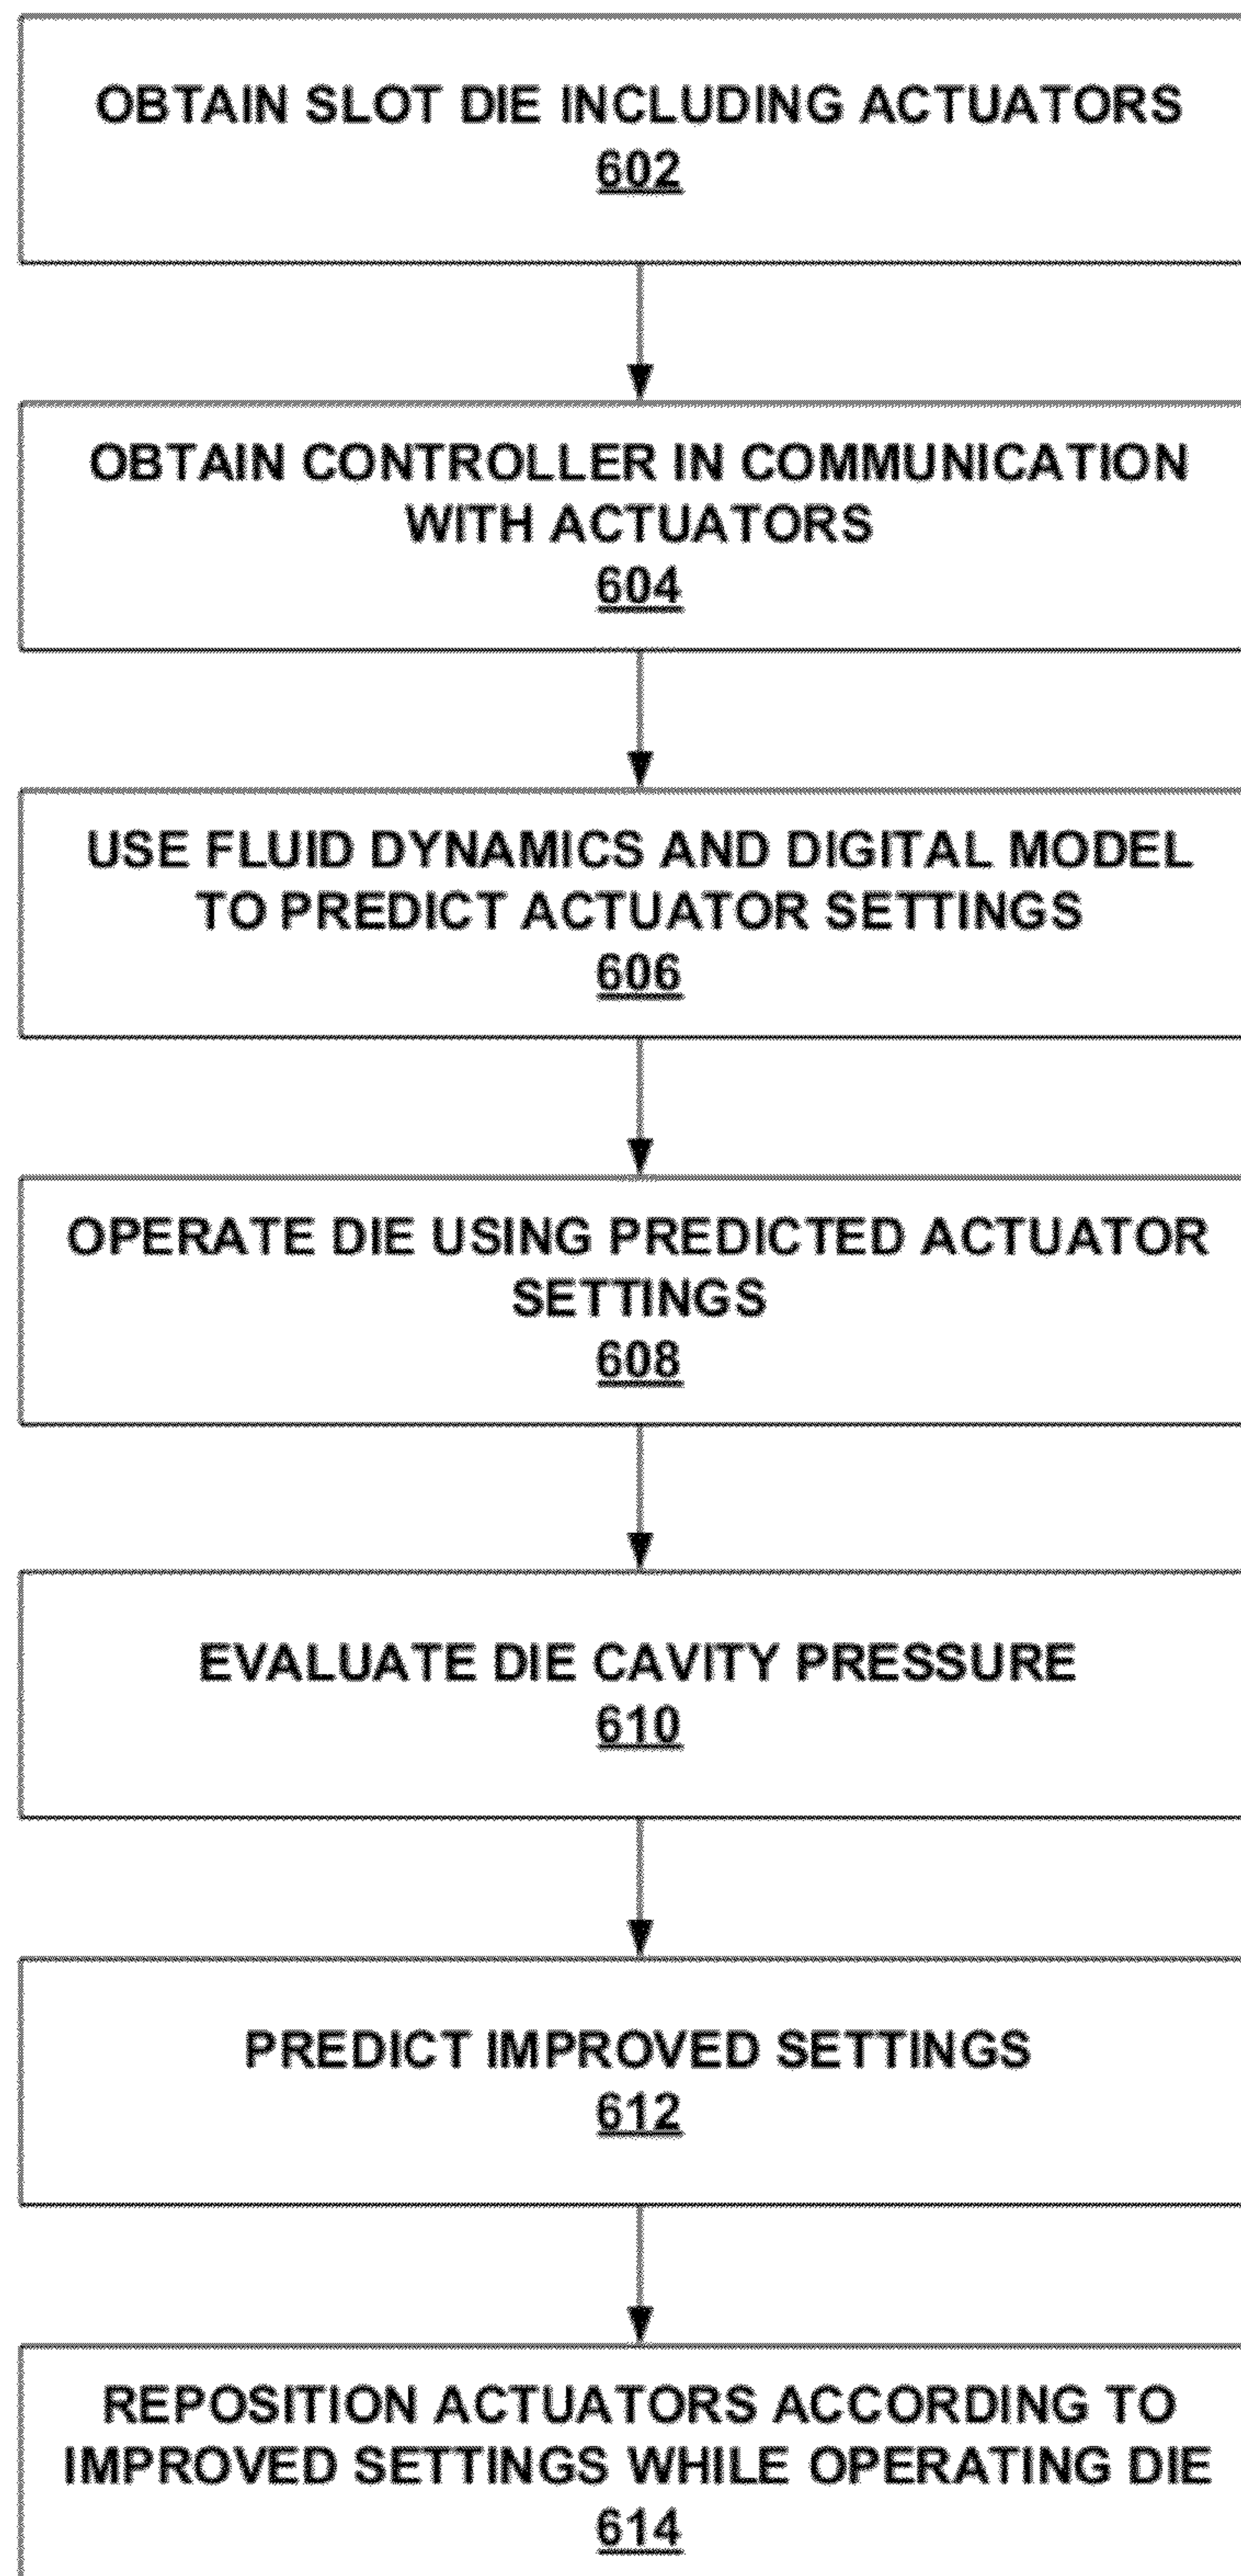 OBTAIN SLOT DIE INCLUDING ACTUATORS
602
OBTAIN CONTROLLER IN COMMUNICATION
WITH ACTUATORS
604
USE FLUID DYNAMICS AND DIGITAL MODEL
TO PREDICT ACTUATOR SETTINGS
606
OPERATE DIE USING PREDICTED ACTUATOR
SETTINGS
608
EVALUATE DIE CAVITY PRESSURE
610
PREDICT IMPROVED SETTINGS
612
REPOSITION ACTUATORS ACCORDING TO
IMPROVED SETTINGS WHILE OPERATING DIE
614